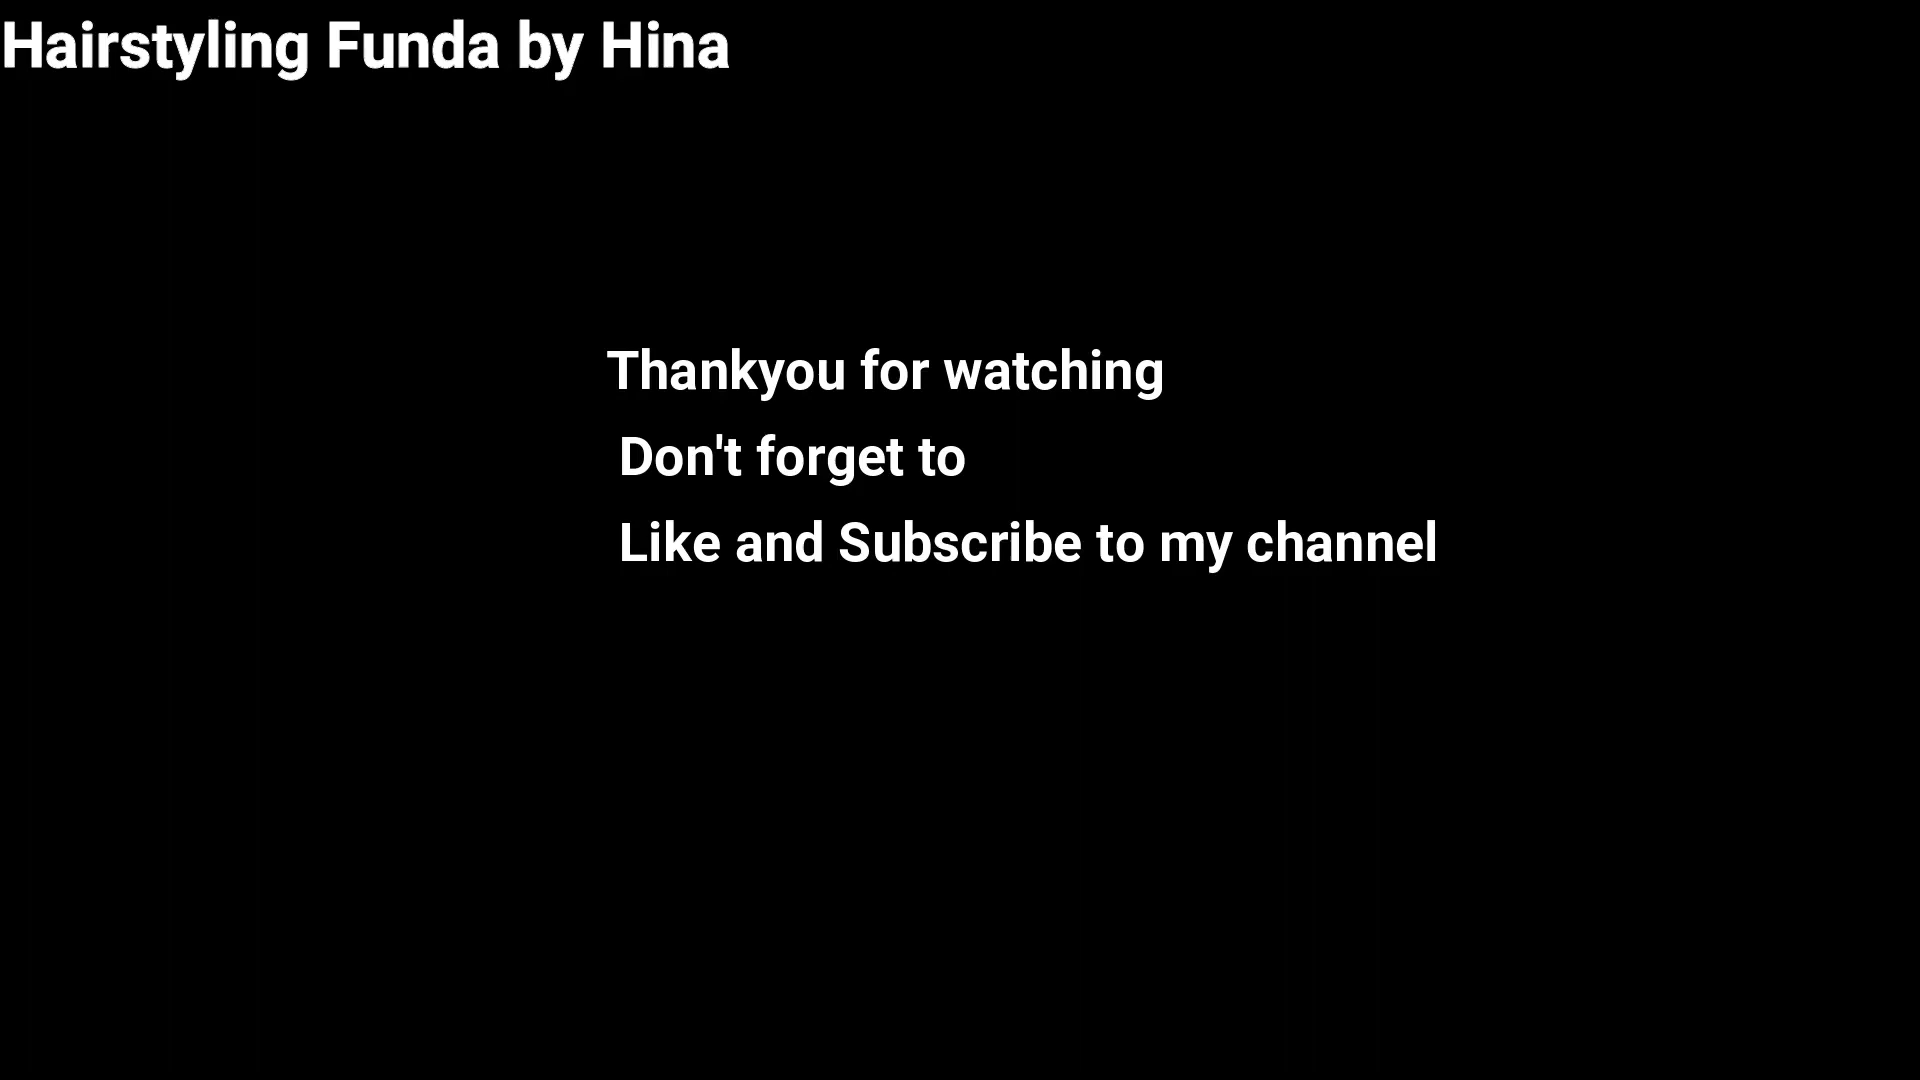 Hairstyling Funda by Hina
Thankyou for watching
Don't forget to
Like and Subscribe to my channel